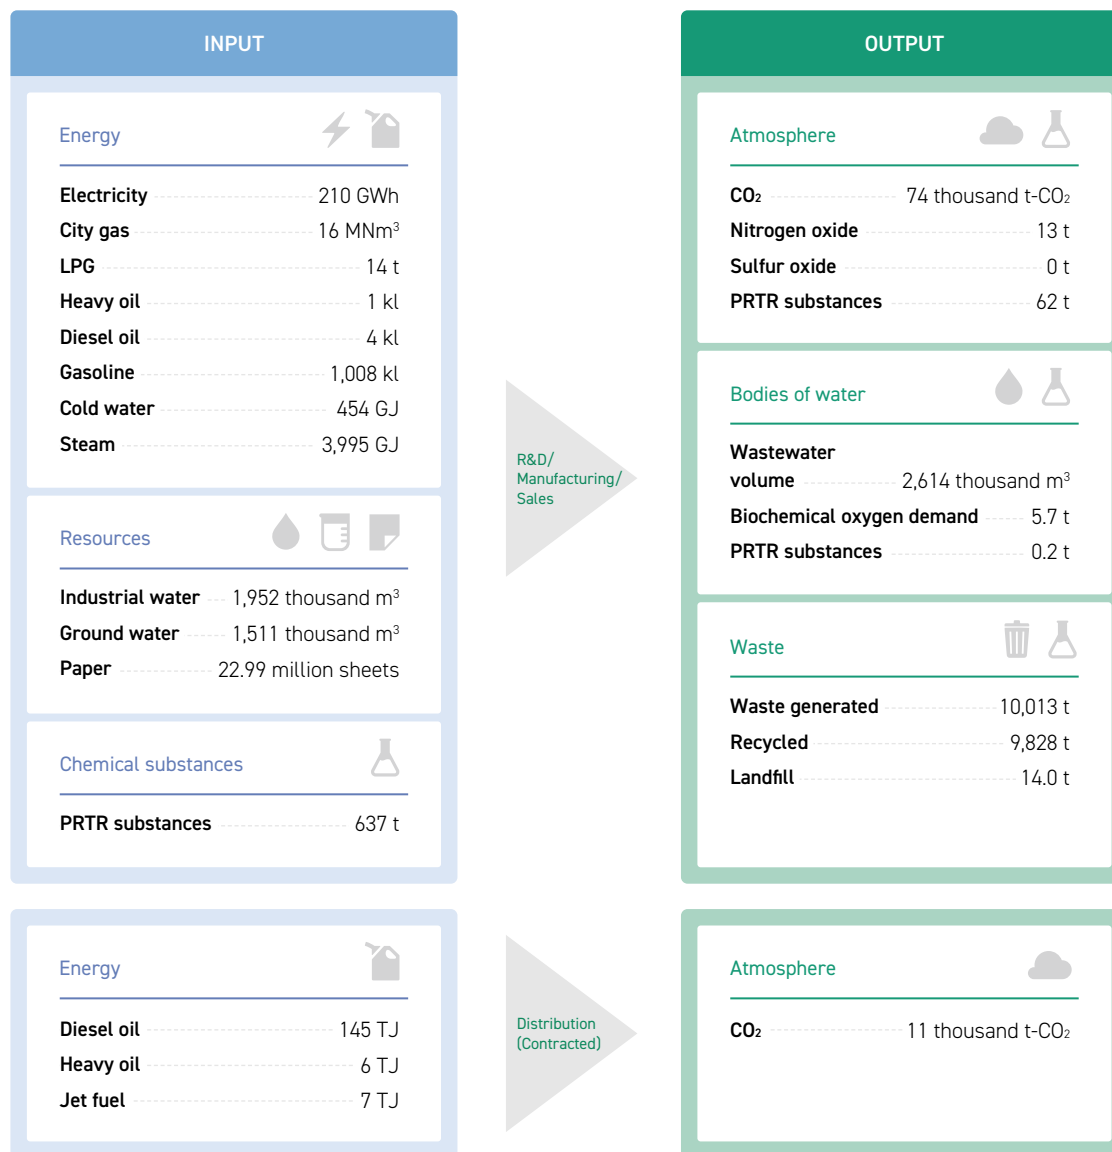 INPUT
Energy
Electricity 210 GWh
City gas 16 MNm³
LPG 14 t
Heavy oil 1 kl
Diesel oil 4 kl
Gasoline 1,008 kl
Cold water 454 GJ
Steam 3,995 GJ
Resources
Industrial water 1,952 thousand m³
Ground water 1,511 thousand m³
Paper 22.99 million sheets
Chemical substances
PRTR substances 637 t
R&D/
Manufacturing/
Sales
OUTPUT
Atmosphere
CO₂ 74 thousand t-CO₂
Nitrogen oxide 13 t
Sulfur oxide 0 t
PRTR substances 62 t
Bodies of water
Wastewater
volume 2,614 thousand m³
Biochemical oxygen demand 5.7 t
PRTR substances 0.2 t
Waste
Waste generated 10,013 t
Recycled 9,828 t
Landfill 14.0 t
Energy
Diesel oil 145 TJ
Heavy oil 6 TJ
Jet fuel 7 TJ
Distribution
(Contracted)
Atmosphere
CO₂ 11 thousand t-CO₂